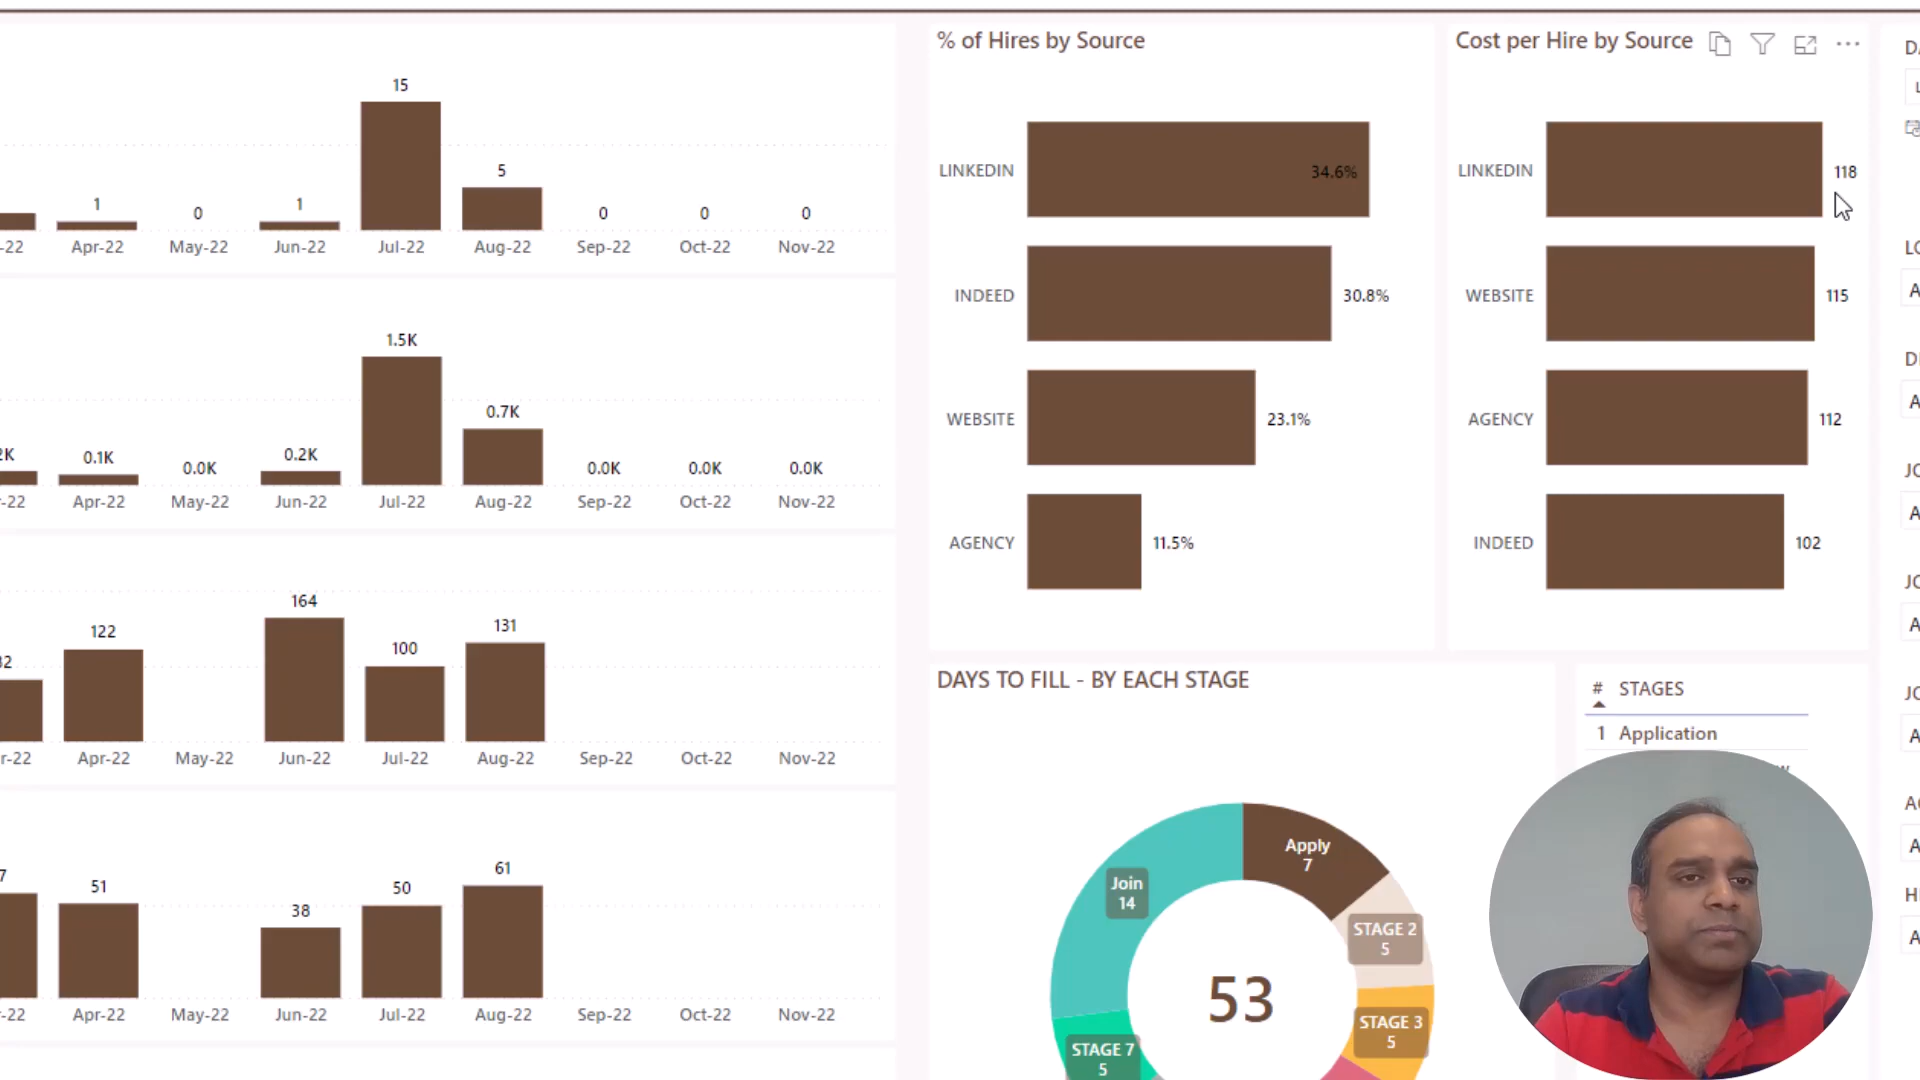 15
1
0
1
5
0
0
0
-22
Apr-22
May-22
Jun-22
Jul-22
Aug-22
Sep-22
Oct-22
Nov-22
1.5K
0.1K
0.0K
0.2K
0.7K
0.0K
0.0K
0.0K
-22
Apr-22
May-22
Jun-22
Jul-22
Aug-22
Sep-22
Oct-22
Nov-22
122
164
100
131
r-22
Apr-22
May-22
Jun-22
Jul-22
Aug-22
Sep-22
Oct-22
Nov-22
7
51
38
50
61
-22
Apr-22
May-22
Jun-22
Jul-22
Aug-22
Sep-22
Oct-22
Nov-22
% of Hires by Source
LINKEDIN
34.6%
INDEED
30.8%
WEBSITE
23.1%
AGENCY
11.5%
Cost per Hire by Source
LINKEDIN
118
WEBSITE
115
AGENCY
112
INDEED
102
DAYS TO FILL - BY EACH STAGE
Apply
7
STAGE 2
5
STAGE 3
5
Join
14
STAGE 7
5
53
# STAGES
1 Application